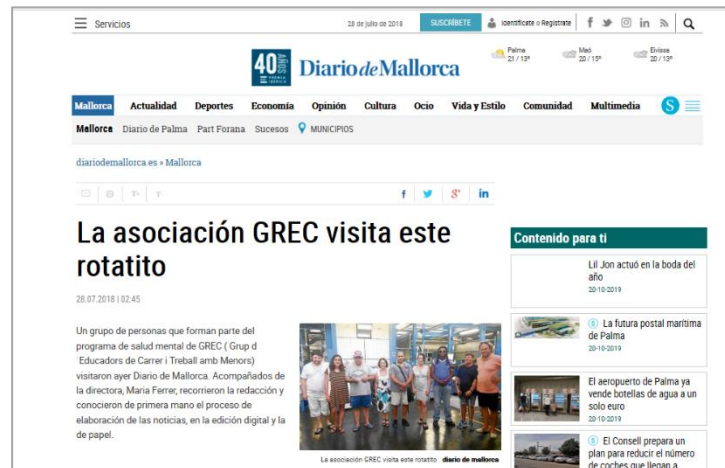 Servicios
28 de julio de 2018
SUSCRÍBETE
Identifícate o Regístrate
40 AÑOS
Diario de Mallorca
Palma
21 / 13º
Maó
20 / 15º
Eivissa
20 / 13º
Mallorca Actualidad Deportes Economía Opinión Cultura Ocio Vida y Estilo Comunidad Multimedia
Mallorca Diario de Palma Part Forana Sucesos MUNICIPIOS
diariodemallorca.es » Mallorca
La asociación GREC visita este
rotatito
28.07.2018 | 02:45
Un grupo de personas que forman parte del
programa de salud mental de GREC ( Grup d
Educadors de Carrer i Treball amb Menors)
visitaron ayer Diario de Mallorca. Acompañados de
la directora, Maria Ferrer, recorrieron la redacción y
conocieron de primera mano el proceso de
elaboración de las noticias, en la edición digital y la
de papel.
La asociación GREC visita este rotatito diario de mallorca
Contenido para ti
Lil Jon actuó en la boda del
año
20-10-2019
La futura postal marítima
de Palma
20-10-2019
El aeropuerto de Palma ya
vende botellas de agua a un
solo euro
20-10-2019
El Consell prepara un
plan para reducir el número
de coches que llegan a